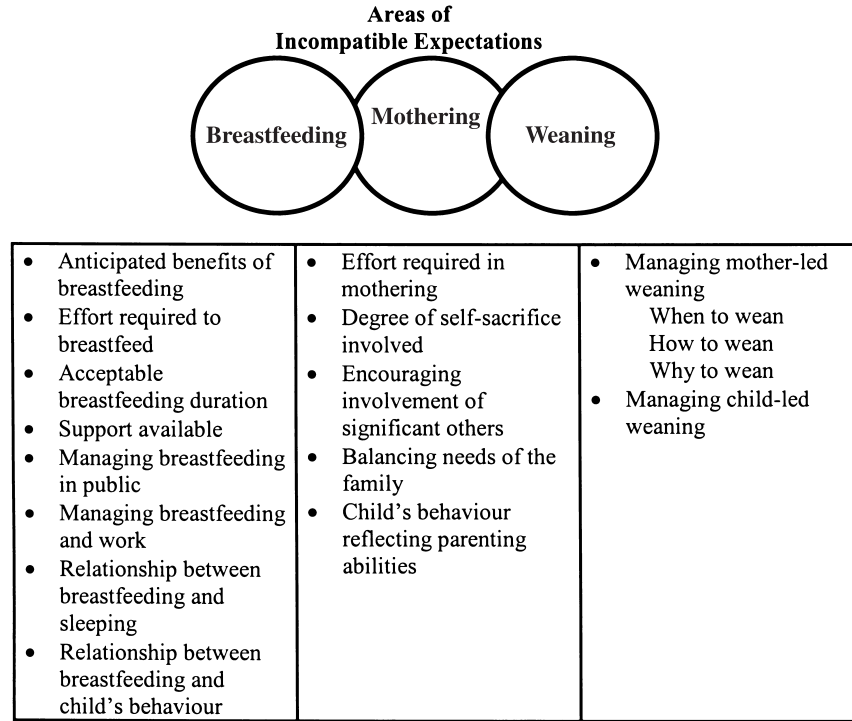 Areas of
Incompatible Expectations
Breastfeeding
Mothering
Weaning
• Anticipated benefits of
breastfeeding
• Effort required to
breastfeed
• Acceptable
breastfeeding duration
• Support available
• Managing breastfeeding
in public
• Managing breastfeeding
and work
• Relationship between
breastfeeding and
sleeping
• Relationship between
breastfeeding and
child's behaviour
• Effort required in
mothering
• Degree of self-sacrifice
involved
• Encouraging
involvement of
significant others
• Balancing needs of the
family
• Child's behaviour
reflecting parenting
abilities
• Managing mother-led
weaning
When to wean
How to wean
Why to wean
• Managing child-led
weaning